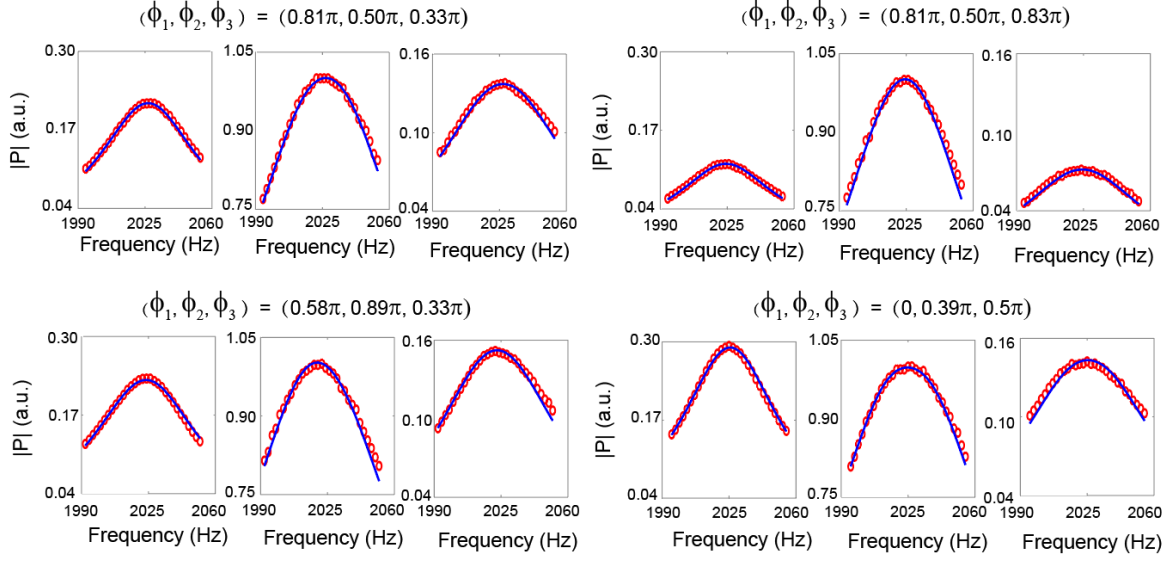 (ϕ1, ϕ2, ϕ3) = (0.81π, 0.50π, 0.33π)
0.30 1.05 0.16
0.17 0.90 0.10
0.04 0.75 0.04
|P| (a.u.)
1990 2025 2060 1990 2025 2060 1990 2025 2060
Frequency (Hz) Frequency (Hz) Frequency (Hz)
(ϕ1, ϕ2, ϕ3) = (0.81π, 0.50π, 0.83π)
0.30 1.05 0.16
0.17 0.90 0.10
0.04 0.75 0.04
|P| (a.u.)
1990 2025 2060 1990 2025 2060 1990 2025 2060
Frequency (Hz) Frequency (Hz) Frequency (Hz)
(ϕ1, ϕ2, ϕ3) = (0.58π, 0.89π, 0.33π)
0.30 1.05 0.16
0.17 0.90 0.10
0.04 0.75 0.04
|P| (a.u.)
1990 2025 2060 1990 2025 2060 1990 2025 2060
Frequency (Hz) Frequency (Hz) Frequency (Hz)
(ϕ1, ϕ2, ϕ3) = (0, 0.39π, 0.5π)
0.30 1.05 0.16
0.17 0.90 0.10
0.04 0.75 0.04
|P| (a.u.)
1990 2025 2060 1990 2025 2060 1990 2025 2060
Frequency (Hz) Frequency (Hz) Frequency (Hz)